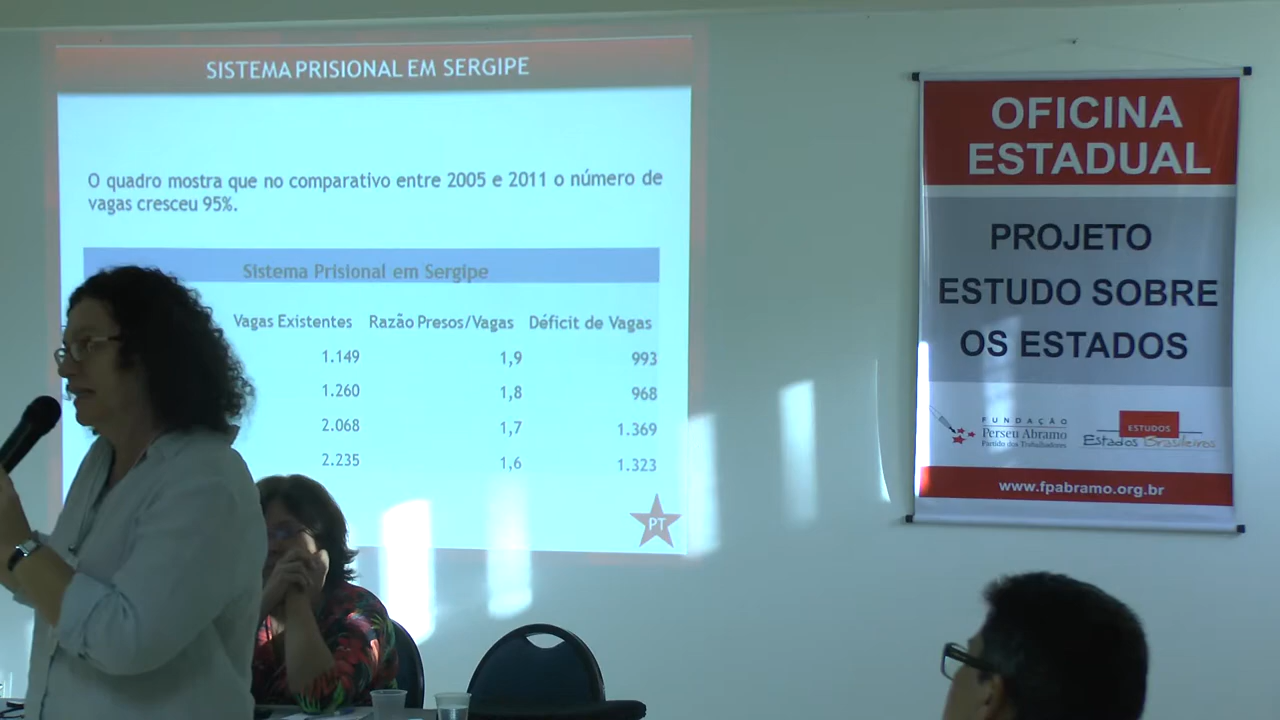 SISTEMA PRISIONAL EM SERGIPE
O quadro mostra que no comparativo entre 2005 e 2011 o número de
vagas cresceu 95%.
Sistema Prisional em Sergipe
Vagas Existentes Razão Presos/Vagas Déficit de Vagas
1.149 1,9 993
1.260 1,8 968
2.068 1,7 1.369
2.235 1,6 1.323
PT
OFICINA
ESTADUAL
PROJETO
ESTUDO SOBRE
OS ESTADOS
FUNDAÇÃO
Perseu Abramo
Partido dos Trabalhadores
ESTUDOS
Estados Brasileiros
www.fpabramo.org.br